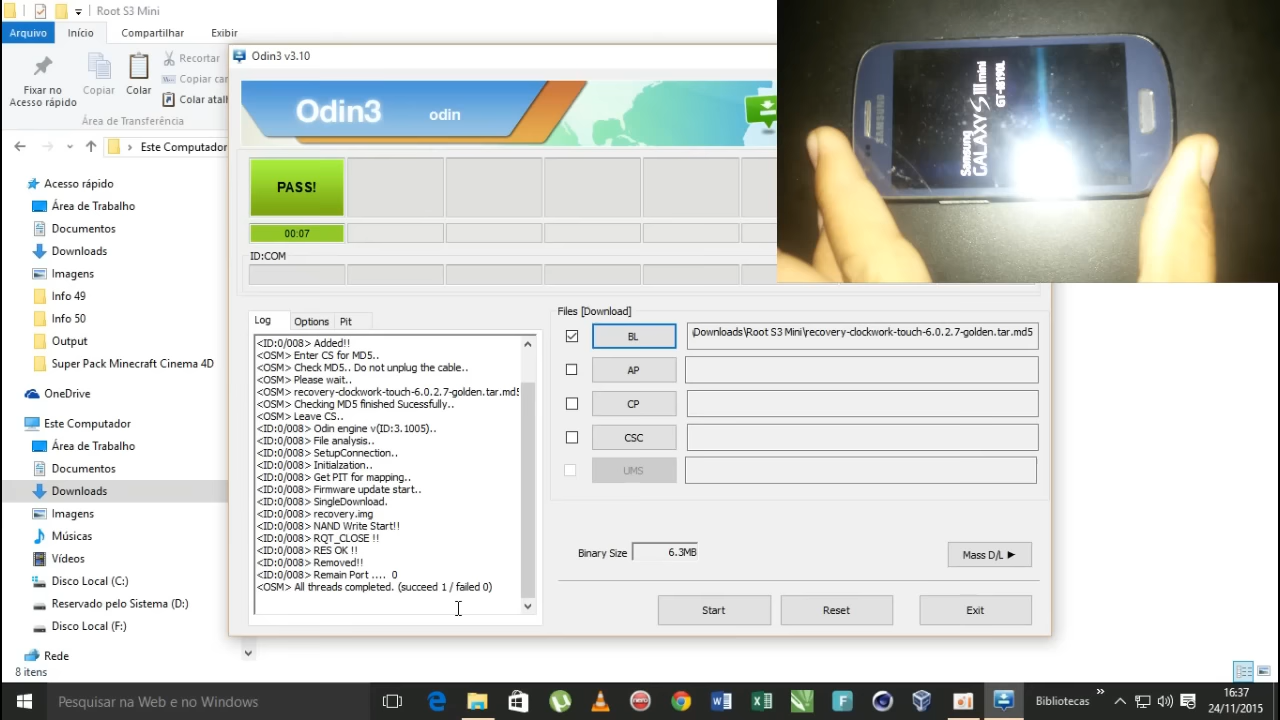 Root S3 Mini
Arquivo
Início
Compartilhar
Exibir
Fixar no
Acesso rápido
Copiar
Colar
Recortar
Copiar car
Copiar atalh
Área de Transferência
Este Computador
Acesso rápido
Área de Trabalho
Documentos
Downloads
Imagens
Info 49
Info 50
Output
Super Pack Minecraft Cinema 4D
OneDrive
Este Computador
Área de Trabalho
Documentos
Downloads
Imagens
Músicas
Vídeos
Disco Local (C:)
Reservado pelo Sistema (D:)
Disco Local (F:)
Rede
8 itens
Odin3 v3.10
Odin3
odin
PASS!
00:07
ID:COM
Log
Options
Pit
<ID:0/008> Added!!
<OSM> Enter CS for MD5..
<OSM> Check MD5.. Do not unplug the cable..
<OSM> Please wait..
<OSM> recovery-clockwork-touch-6.0.2.7-golden.tar.md5
<OSM> Checking MD5 finished Sucessfully..
<OSM> Leave CS..
<ID:0/008> Odin engine v(ID:3.1005)..
<ID:0/008> File analysis..
<ID:0/008> SetupConnection..
<ID:0/008> Initialzation..
<ID:0/008> Get PIT for mapping..
<ID:0/008> Firmware update start..
<ID:0/008> SingleDownload.
<ID:0/008> recovery.img
<ID:0/008> NAND Write Start!!
<ID:0/008> RQT_CLOSE !!
<ID:0/008> RES OK !!
<ID:0/008> Removed!!
<ID:0/008> Remain Port .... 0
<OSM> All threads completed. (succeed 1 / failed 0)
Files [Download]
BL
\Downloads\Root S3 Mini\recovery-clockwork-touch-6.0.2.7-golden.tar.md5
AP
CP
CSC
UMS
Binary Size
6.3MB
Mass D/L ▶
Start
Reset
Exit
SAMSUNG
Samsung
GALAXY S III mini
GT-I8190L
Pesquisar na Web e no Windows
Bibliotecas
16:37
24/11/2015